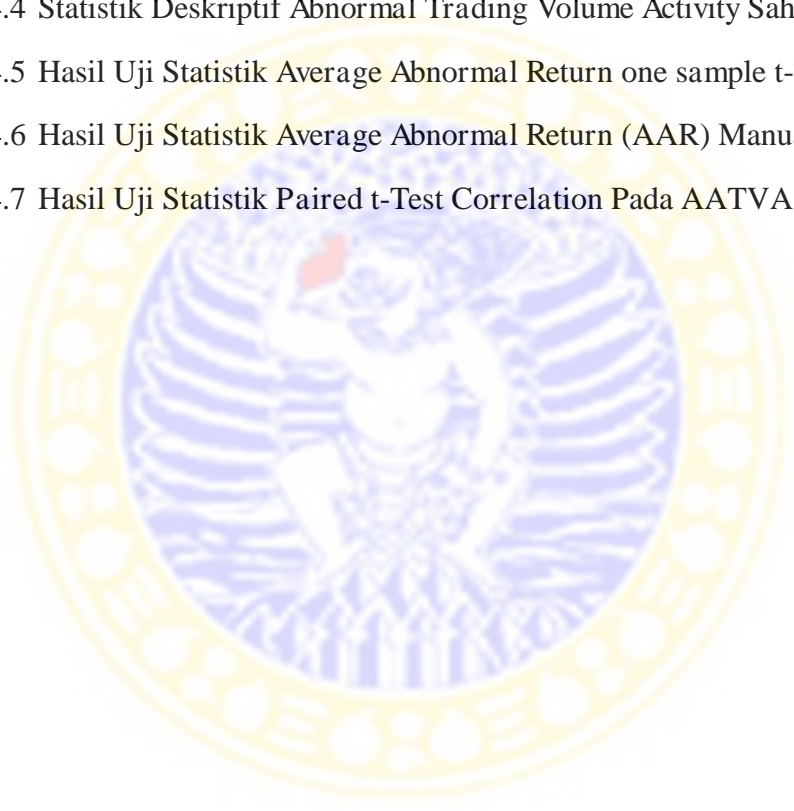 .4 Statistik Deskriptif Abnormal Trading Volume Activity Sah
.5 Hasil Uji Statistik Average Abnormal Return one sample t-
.6 Hasil Uji Statistik Average Abnormal Return (AAR) Manu
.7 Hasil Uji Statistik Paired t-Test Correlation Pada AATVA